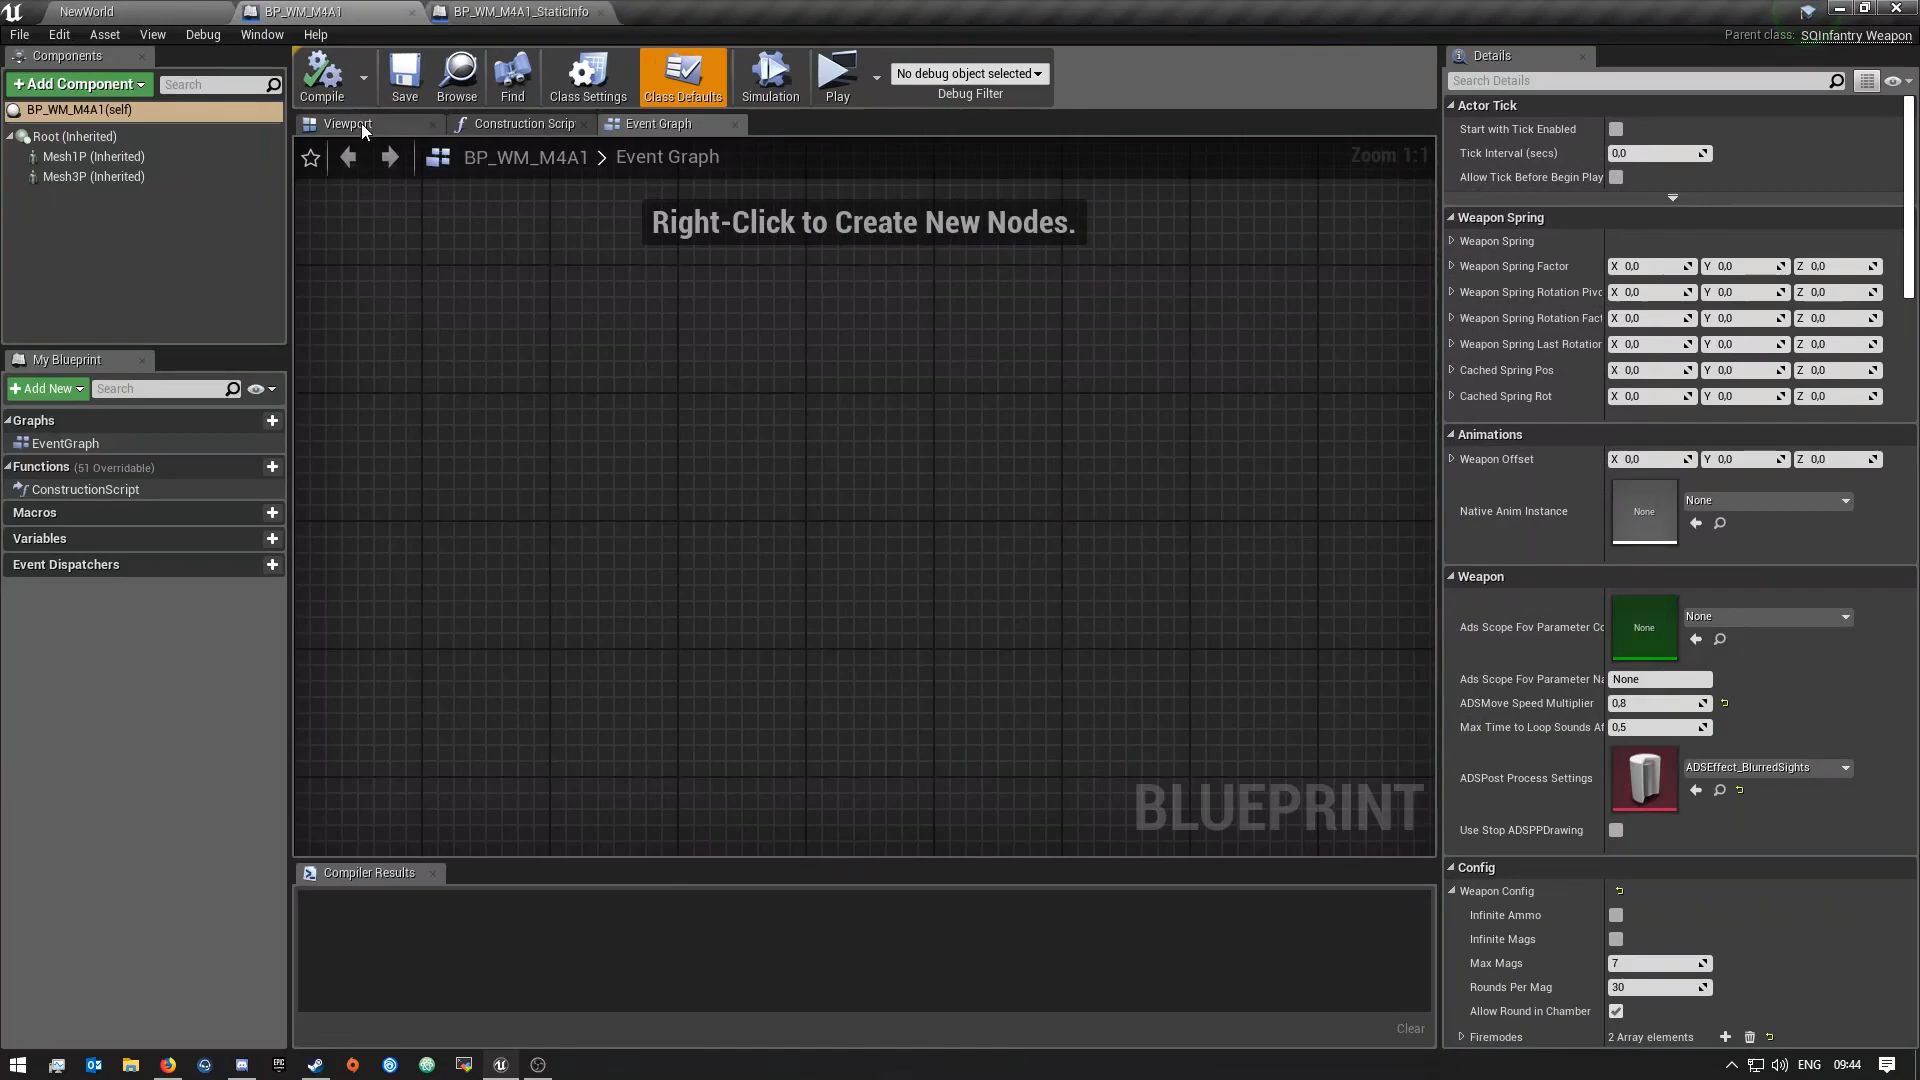 NewWorld
BP_WM_M4A1
BP_WM_M4A1_StaticInfo
File Edit Asset View Debug Window Help
Parent class: SQInfantry Weapon
Components
+Add Component
Search
BP_WM_M4A1(self)
Root (Inherited)
Mesh1P (Inherited)
Mesh3P (Inherited)
My Blueprint
+Add New
Search
Graphs
EventGraph
Functions (51 Overridable)
ConstructionScript
Macros
Variables
Event Dispatchers
Compile
Save
Browse
Find
Class Settings
Class Defaults
Simulation
Play
No debug object selected
Debug Filter
Viewport
Construction Scrip
Event Graph
BP_WM_M4A1 > Event Graph
Zoom 1:1
Right-Click to Create New Nodes.
BLUEPRINT
Compiler Results
Clear
Details
Search Details
Actor Tick
Start with Tick Enabled
Tick Interval (secs) 0,0
Allow Tick Before Begin Play
Weapon Spring
Weapon Spring
Weapon Spring Factor X 0,0 Y 0,0 Z 0,0
Weapon Spring Rotation Pivc X 0,0 Y 0,0 Z 0,0
Weapon Spring Rotation Fact X 0,0 Y 0,0 Z 0,0
Weapon Spring Last Rotation X 0,0 Y 0,0 Z 0,0
Cached Spring Pos X 0,0 Y 0,0 Z 0,0
Cached Spring Rot X 0,0 Y 0,0 Z 0,0
Animations
Weapon Offset X 0,0 Y 0,0 Z 0,0
Native Anim Instance None None
Weapon
Ads Scope Fov Parameter Cc None None
Ads Scope Fov Parameter Na None
ADSMove Speed Multiplier 0,8
Max Time to Loop Sounds Af 0,5
ADSPost Process Settings ADSEffect_BlurredSights
Use Stop ADSPPDrawing
Config
Weapon Config
Infinite Ammo
Infinite Mags
Max Mags 7
Rounds Per Mag 30
Allow Round in Chamber
Firemodes 2 Array elements
EPIC
ENG 09:44